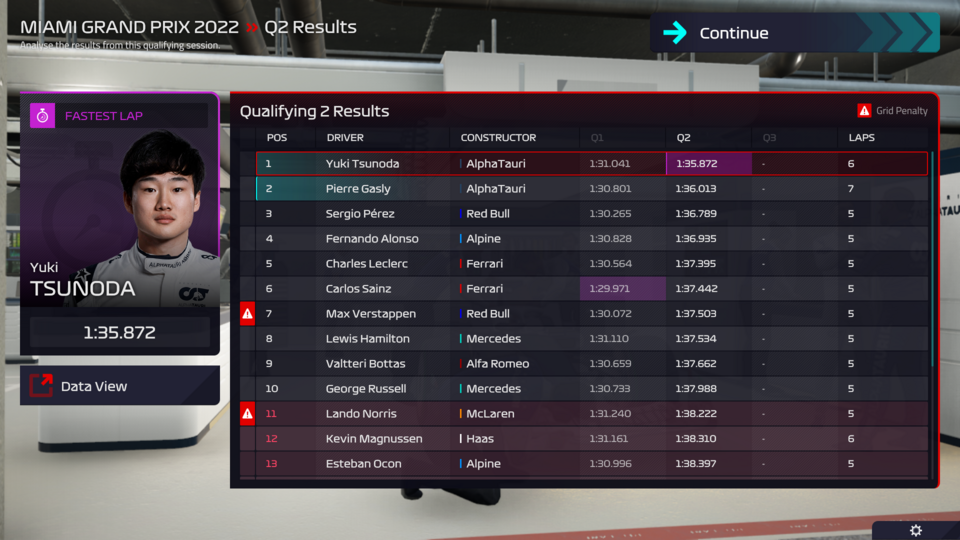 MIAMI GRAND PRIX 2022 » Q2 Results
Analyse the results from this qualifying session.
Continue
FASTEST LAP
Yuki
TSUNODA
1:35.872
Data View
Qualifying 2 Results
Grid Penalty
POS DRIVER CONSTRUCTOR Q1 Q2 Q3 LAPS
1 Yuki Tsunoda AlphaTauri 1:31.041 1:35.872 - 6
2 Pierre Gasly AlphaTauri 1:30.801 1:36.013 - 7
3 Sergio Pérez Red Bull 1:30.265 1:36.789 - 5
4 Fernando Alonso Alpine 1:30.828 1:36.935 - 5
5 Charles Leclerc Ferrari 1:30.564 1:37.395 - 5
6 Carlos Sainz Ferrari 1:29.971 1:37.442 - 5
7 Max Verstappen Red Bull 1:30.072 1:37.503 - 5
8 Lewis Hamilton Mercedes 1:31.110 1:37.534 - 5
9 Valtteri Bottas Alfa Romeo 1:30.659 1:37.662 - 5
10 George Russell Mercedes 1:30.733 1:37.988 - 5
11 Lando Norris McLaren 1:31.240 1:38.222 - 5
12 Kevin Magnussen Haas 1:31.161 1:38.310 - 6
13 Esteban Ocon Alpine 1:30.996 1:38.397 - 5